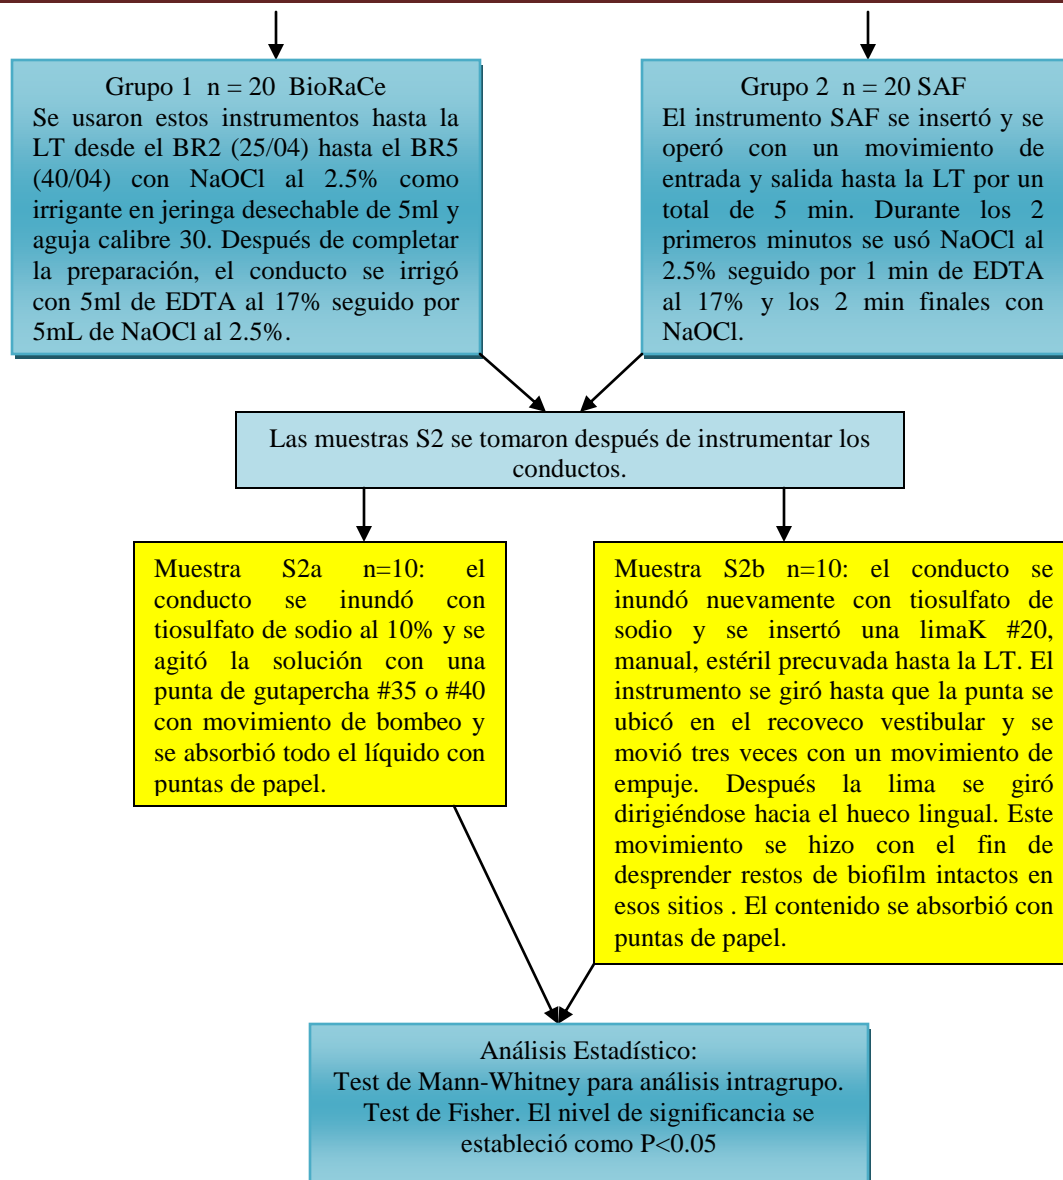 Grupo 1 n = 20 BioRaCe
Se usaron estos instrumentos hasta la
LT desde el BR2 (25/04) hasta el BR5
(40/04) con NaOCl al 2.5% como
irrigante en jeringa desechable de 5ml y
aguja calibre 30. Después de completar
la preparación, el conducto se irrigó
con 5ml de EDTA al 17% seguido por
5mL de NaOCl al 2.5%.
Grupo 2 n = 20 SAF
El instrumento SAF se insertó y se
operó con un movimiento de
entrada y salida hasta la LT por un
total de 5 min. Durante los 2
primeros minutos se usó NaOCl al
2.5% seguido por 1 min de EDTA
al 17% y los 2 min finales con
NaOCl.
Las muestras S2 se tomaron después de instrumentar los
conductos.
Muestra S2a n=10: el
conducto se inundó con
tiosulfato de sodio al 10% y se
agitó la solución con una
punta de gutapercha #35 o #40
con movimiento de bombeo y
se absorbió todo el líquido con
puntas de papel.
Muestra S2b n=10: el conducto se
inundó nuevamente con tiosulfato de
sodio y se insertó una limaK #20,
manual, estéril precuvada hasta la LT. El
instrumento se giró hasta que la punta se
ubicó en el recoveco vestibular y se
movió tres veces con un movimiento de
empuje. Después la lima se giró
dirigiéndose hacia el hueco lingual. Este
movimiento se hizo con el fin de
desprender restos de biofilm intactos en
esos sitios . El contenido se absorbió con
puntas de papel.
Análisis Estadístico:
Test de Mann-Whitney para análisis intragrupo.
Test de Fisher. El nivel de significancia se
estableció como P<0.05